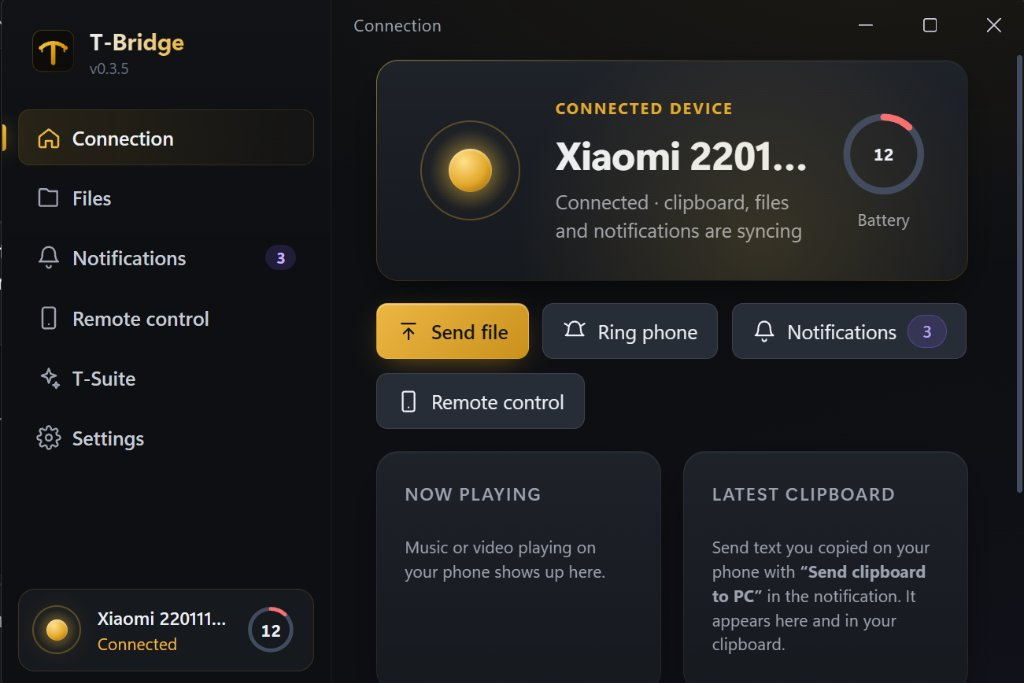 T-Bridge
v0.3.5
Connection
Files
Notifications 3
Remote control
T-Suite
Settings
Xiaomi 220111...
Connected
12
Connection
CONNECTED DEVICE
Xiaomi 2201...
Connected · clipboard, files
and notifications are syncing
12
Battery
Send file
Ring phone
Notifications 3
Remote control
NOW PLAYING
Music or video playing on
your phone shows up here.
LATEST CLIPBOARD
Send text you copied on your
phone with “Send clipboard
to PC” in the notification. It
appears here and in your
clipboard.